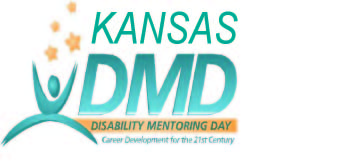 KANSAS
DMD
DISABILITY MENTORING DAY
Career Development for the 21st Century